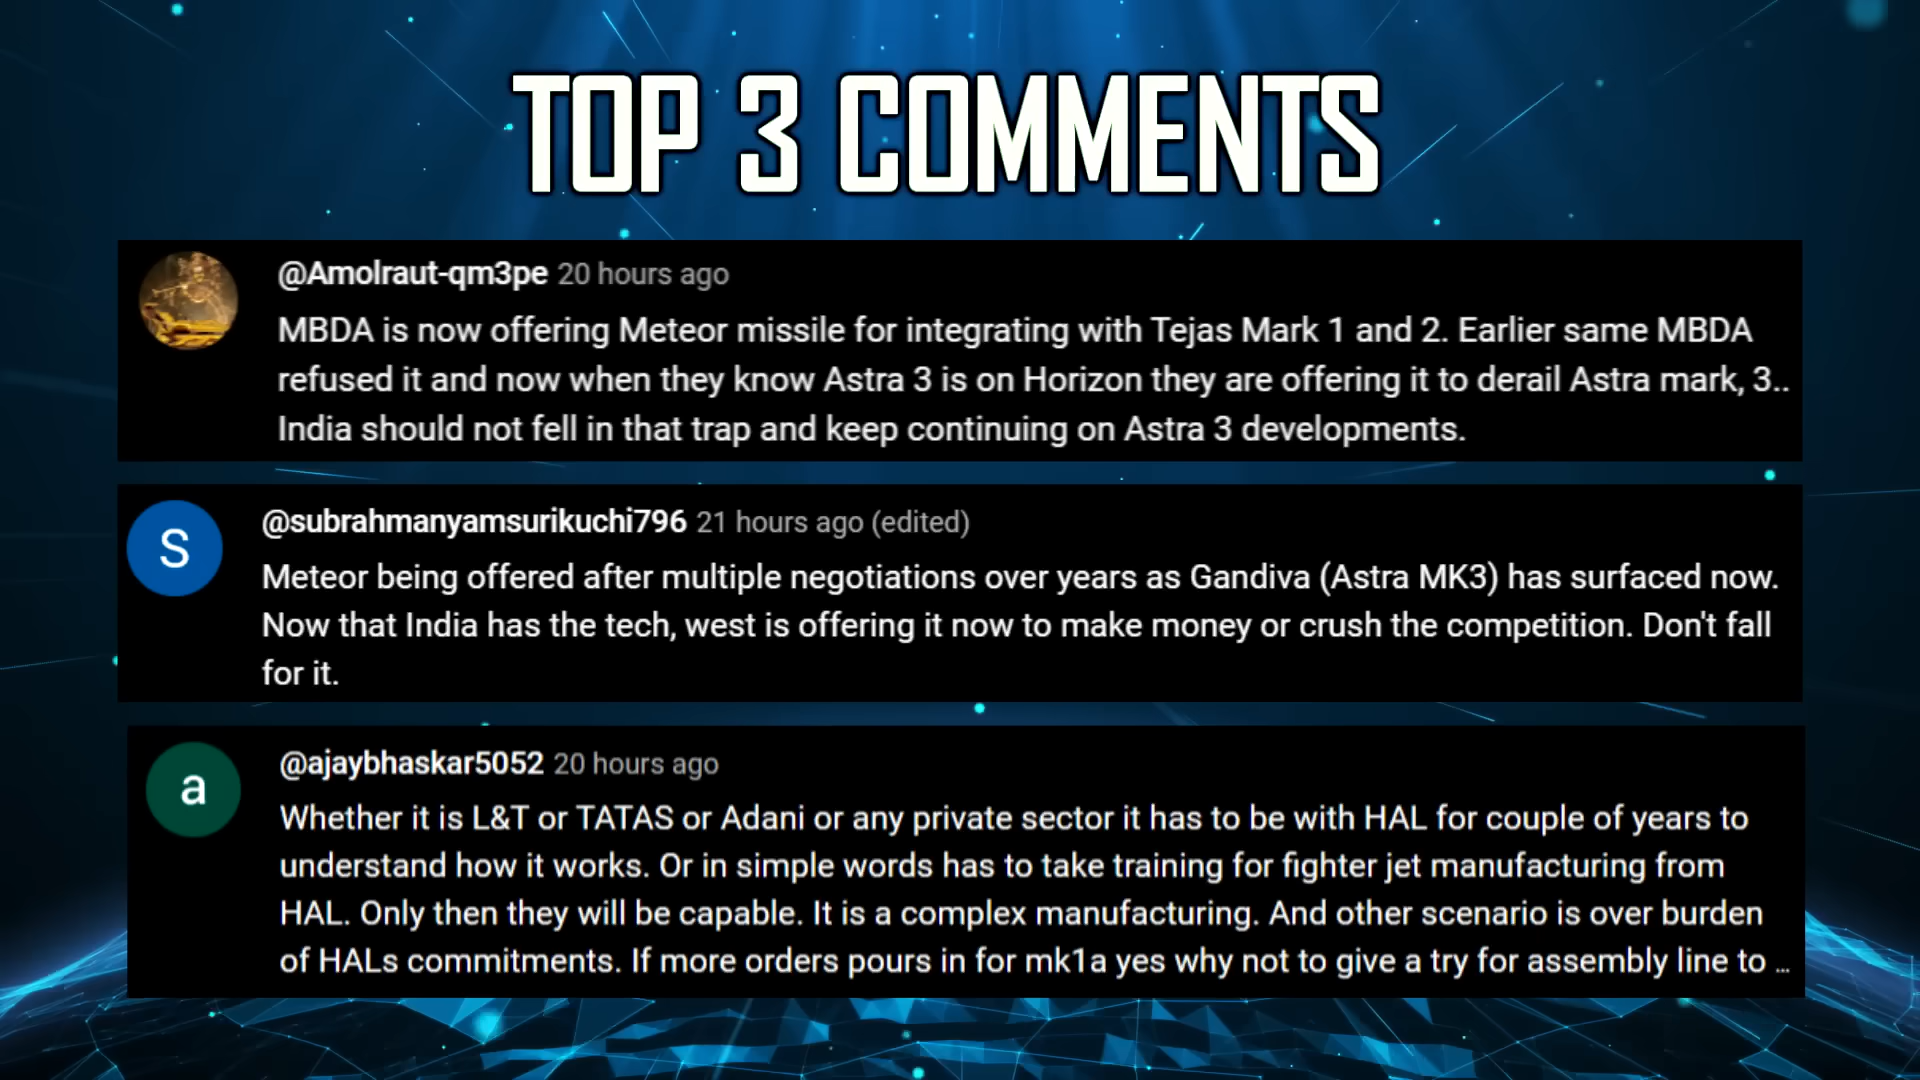 TOP 3 COMMENTS
@Amolraut-qm3pe 20 hours ago
MBDA is now offering Meteor missile for integrating with Tejas Mark 1 and 2. Earlier same MBDA
refused it and now when they know Astra 3 is on Horizon they are offering it to derail Astra mark, 3..
India should not fell in that trap and keep continuing on Astra 3 developments.
S
@subrahmanyamsurikuchi796 21 hours ago (edited)
Meteor being offered after multiple negotiations over years as Gandiva (Astra MK3) has surfaced now.
Now that India has the tech, west is offering it now to make money or crush the competition. Don't fall
for it.
a
@ajaybhaskar5052 20 hours ago
Whether it is L&T or TATAS or Adani or any private sector it has to be with HAL for couple of years to
understand how it works. Or in simple words has to take training for fighter jet manufacturing from
HAL. Only then they will be capable. It is a complex manufacturing. And other scenario is over burden
of HALs commitments. If more orders pours in for mk1a yes why not to give a try for assembly line to ...